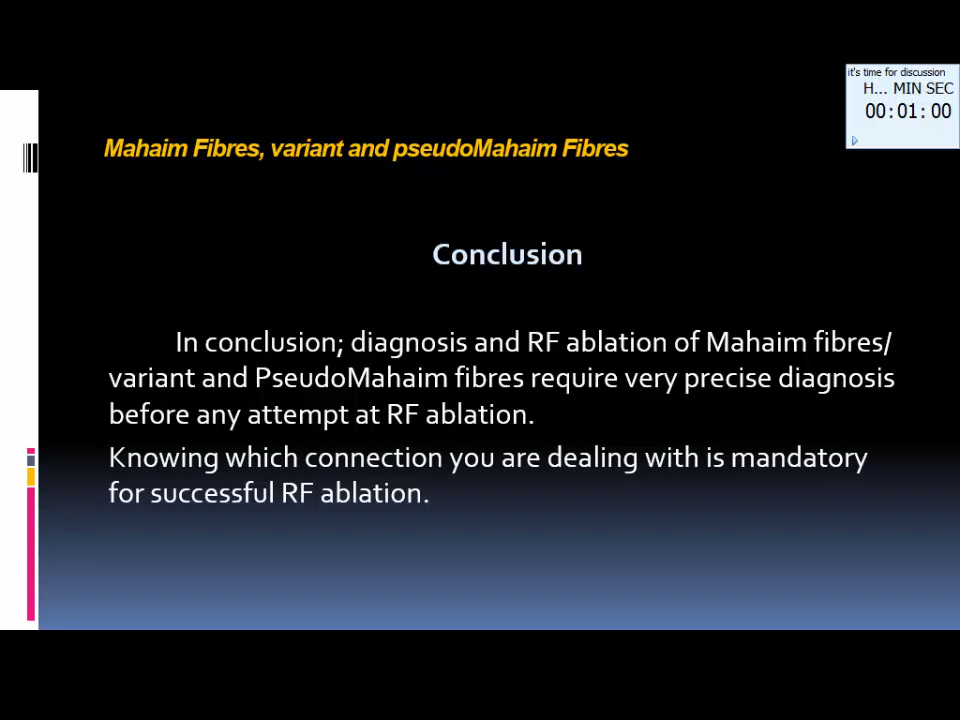 it's time for discussion
H... MIN SEC
00:01:00
Mahaim Fibres, variant and pseudoMahaim Fibres
Conclusion
In conclusion; diagnosis and RF ablation of Mahaim fibres/
variant and PseudoMahaim fibres require very precise diagnosis
before any attempt at RF ablation.
Knowing which connection you are dealing with is mandatory
for successful RF ablation.